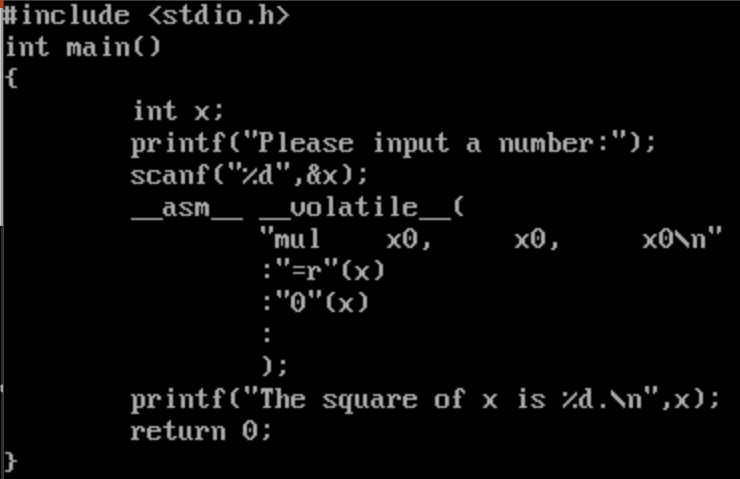 #include <stdio.h>
int main()
{
        int x;
        printf("Please input a number:");
        scanf("%d",&x);
        __asm__ __volatile__(
                "mul    x0,     x0,     x0\n"
                :"=r"(x)
                :"0"(x)
                :
                );
        printf("The square of x is %d.\n",x);
        return 0;
}